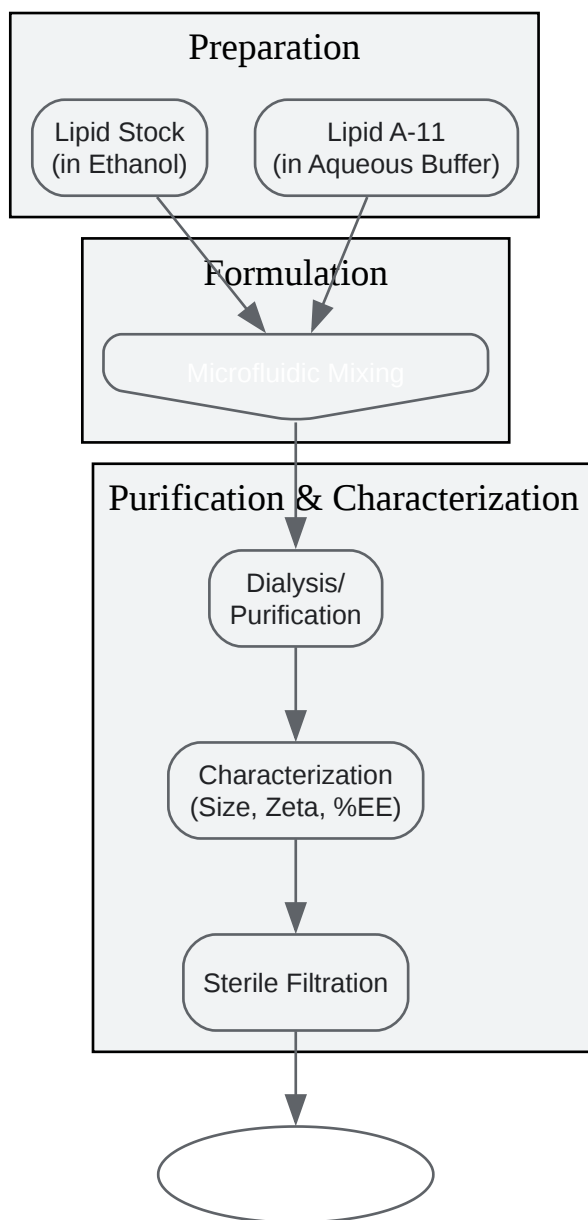 Preparation
Lipid Stock
(in Ethanol)
Lipid A-11
(in Aqueous Buffer)
Formulation
Microfluidic Mixing
Purification & Characterization
Dialysis/
Purification
Characterization
(Size, Zeta, %EE)
Sterile Filtration